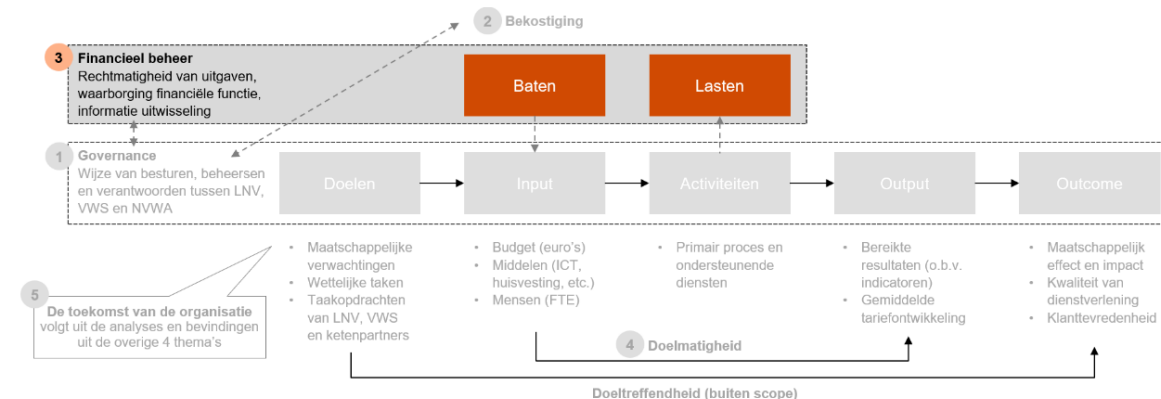 2 Bekostiging
3 Financieel beheer
Rechtmatigheid van uitgaven,
waarborging financiële functie,
informatie uitwisseling
Baten
Lasten
1 Governance
Wijze van besturen, beheersen
en verantwoorden tussen LNV,
VWS en NVWA
Doelen
Input
Activiteiten
Output
Outcome
• Maatschappelijke
verwachtingen
• Wettelijke taken
• Taakopdrachten
van LNV, VWS
en ketenpartners
• Budget (euro's)
• Middelen (ICT,
huisvesting, etc.)
• Mensen (FTE)
• Primair proces en
ondersteunende
diensten
• Bereikte
resultaten (o.b.v.
indicatoren)
• Gemiddelde
tariefontwikkeling
• Maatschappelijk
effect en impact
• Kwaliteit van
dienstverlening
• Klanttevredenheid
5
De toekomst van de organisatie
volgt uit de analyses en bevindingen
uit de overige 4 thema's
4 Doelmatigheid
Doeltreffendheid (buiten scope)